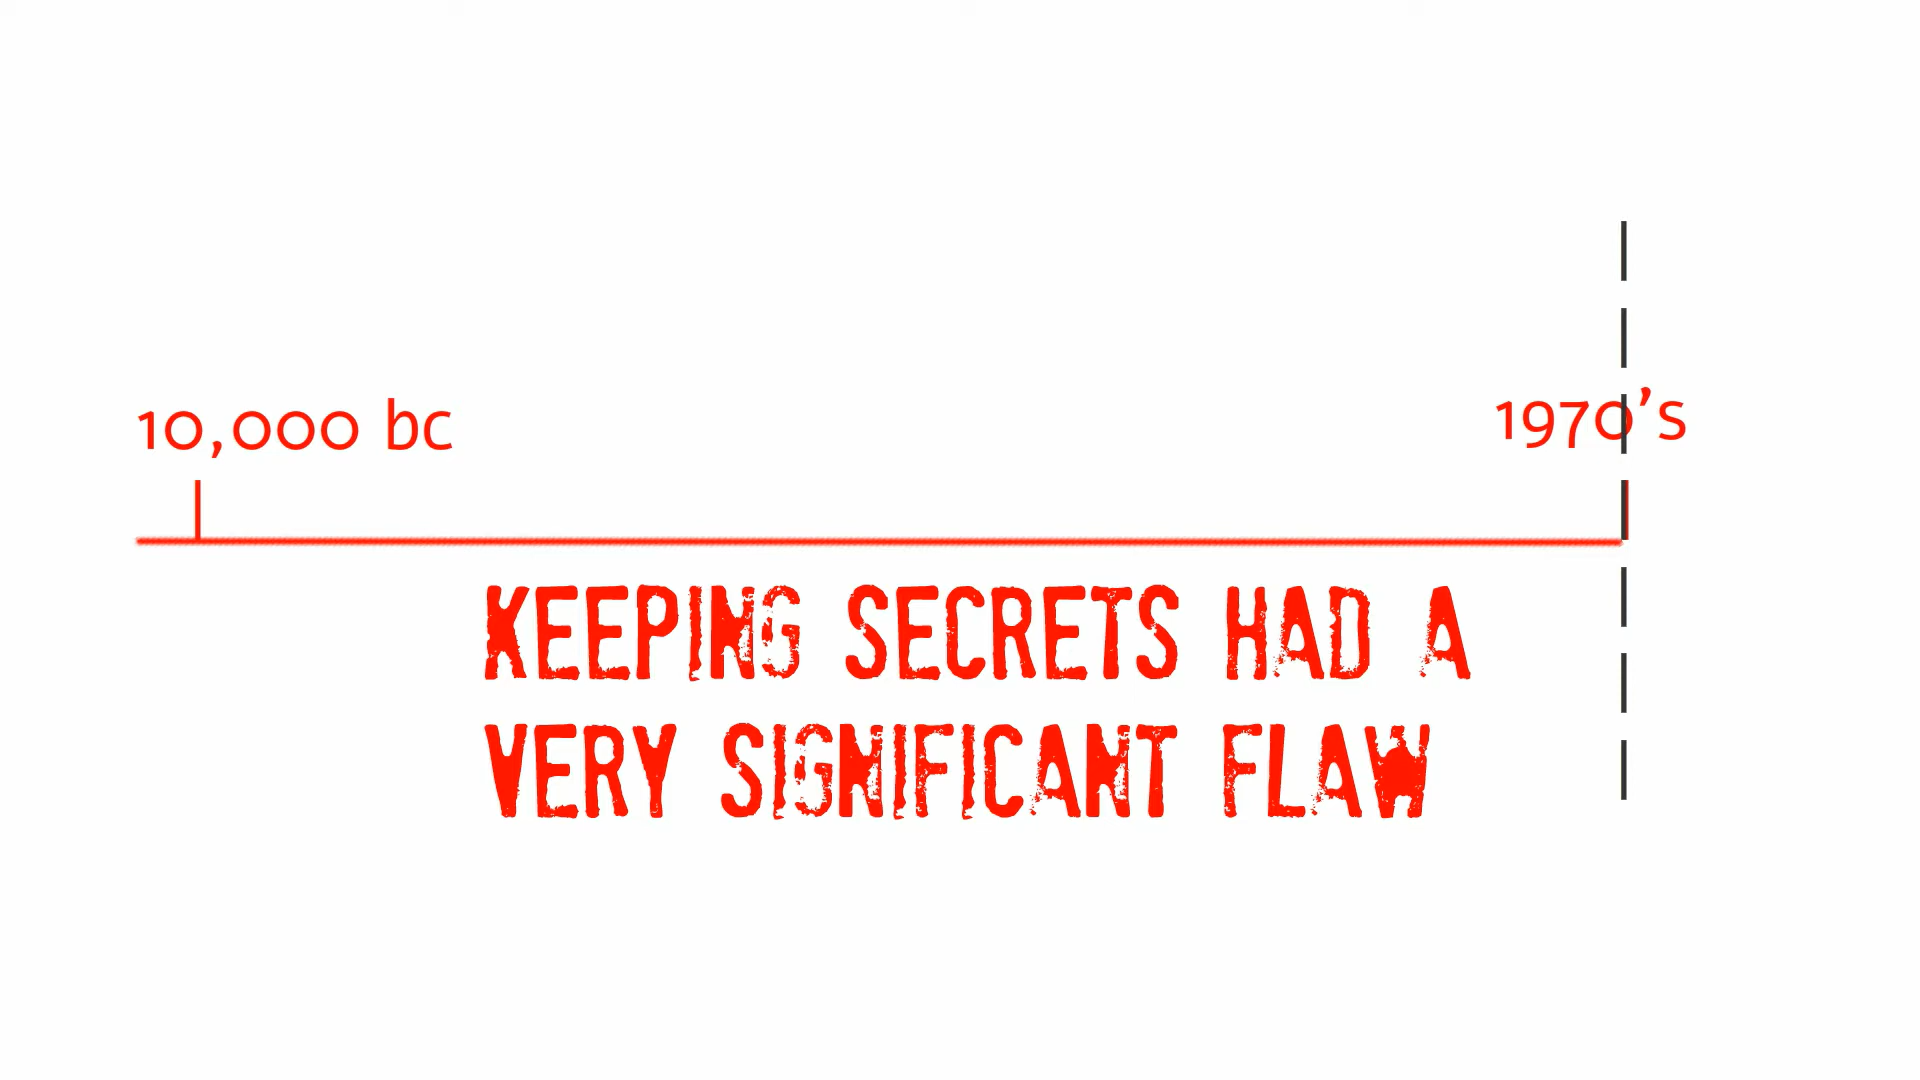 10,000 bc
1970's
KEEPING SECRETS HAD A
VERY SIGNIFICANT FLAW